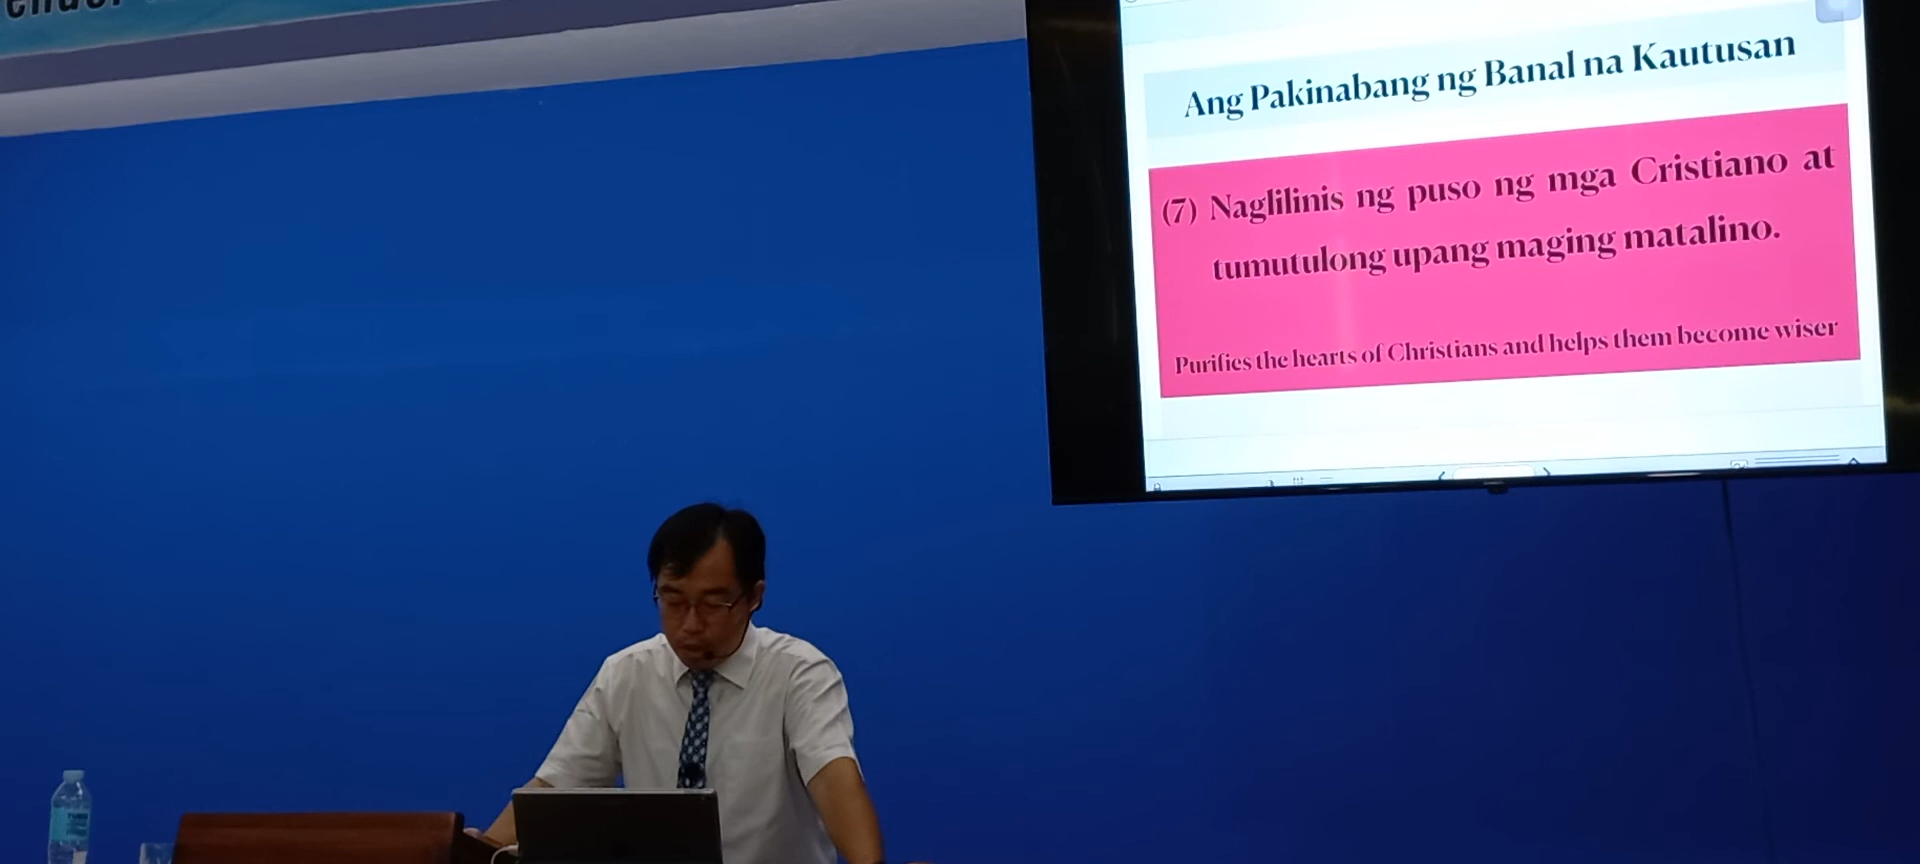 Ang Pakinabang ng Banal na Kautusan
(7) Naglilinis ng puso ng mga Cristiano at
tumutulong upang maging matalino.
Purifies the hearts of Christians and helps them become wiser